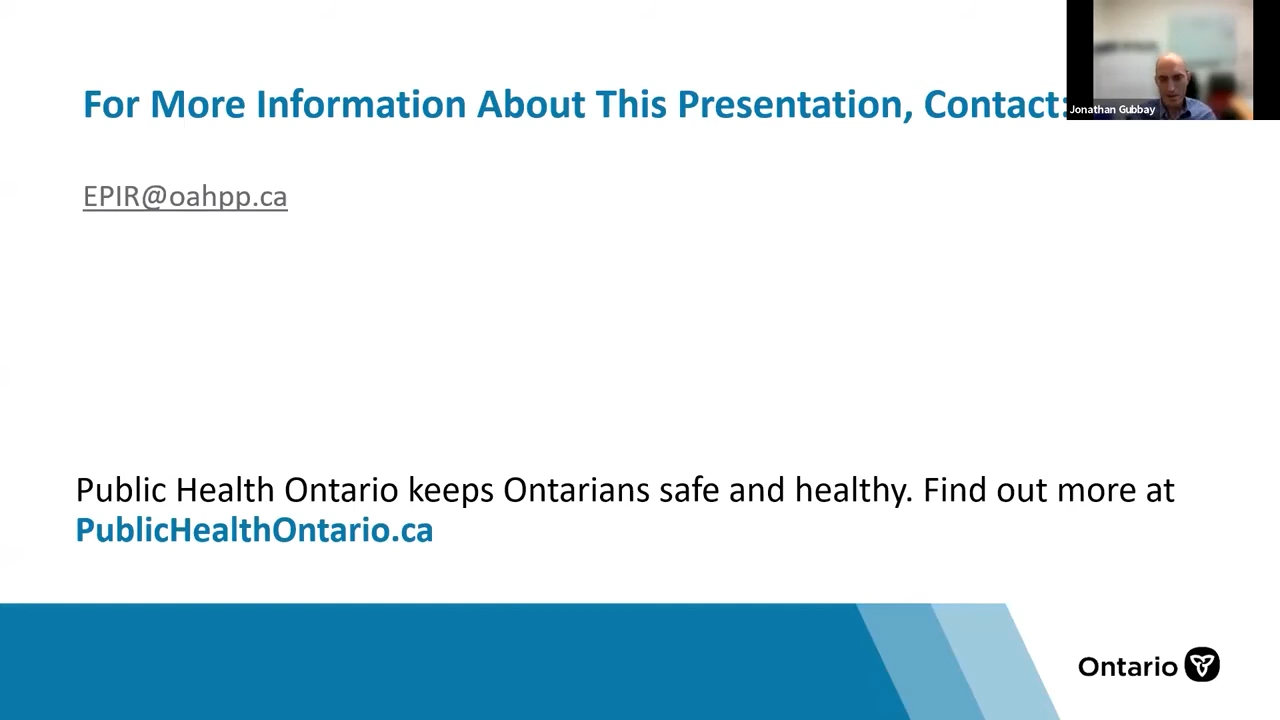 For More Information About This Presentation, Contact:
Jonathan Gubbay
EPIR@oahpp.ca
Public Health Ontario keeps Ontarians safe and healthy. Find out more at
PublicHealthOntario.ca
Ontario